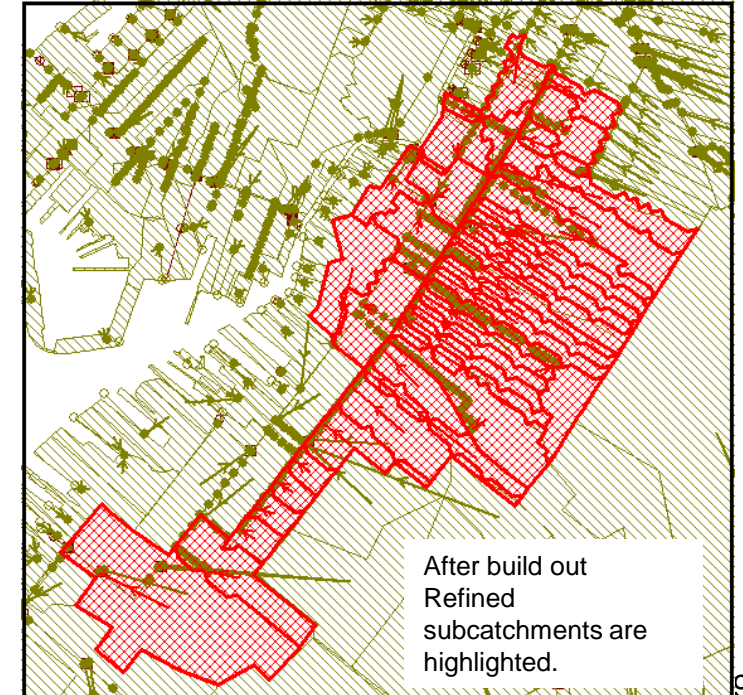 After build out
Refined
subcatchments are
highlighted.